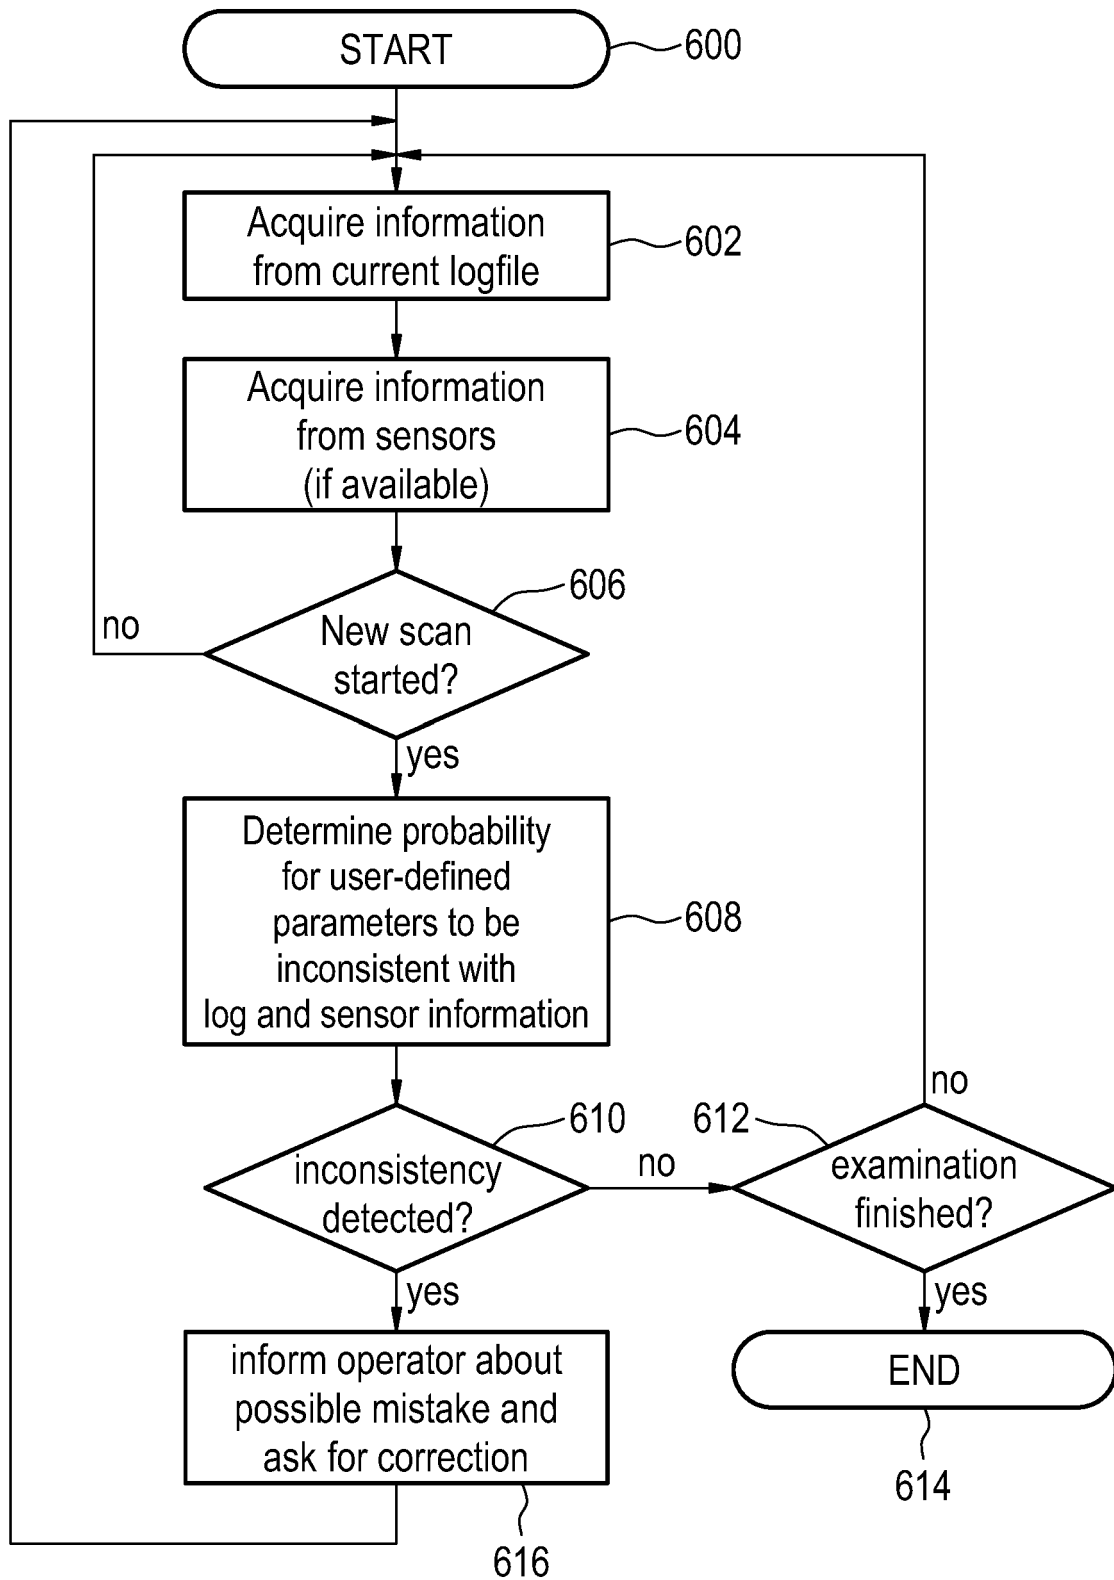 START
600
Acquire information
from current logfile
602
Acquire information
from sensors
(if available)
604
606
New scan
started?
no
yes
Determine probability
for user-defined
parameters to be
inconsistent with
log and sensor information
608
610
inconsistency
detected?
no
yes
612
examination
finished?
no
yes
inform operator about
possible mistake and
ask for correction
616
END
614